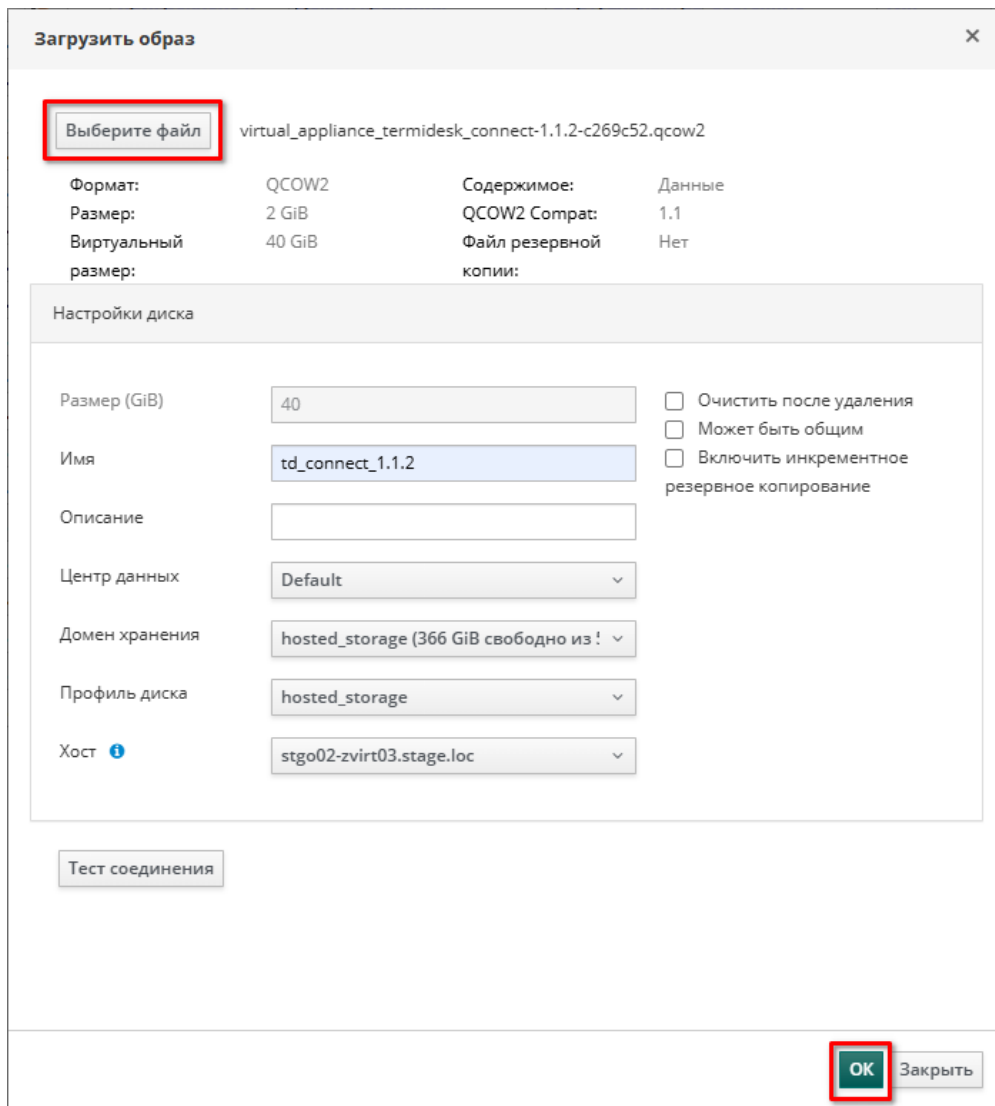 Загрузить образ
Выберите файл virtual_appliance_termidesk_connect-1.1.2-c269c52.qcow2
Формат: QCOW2 Содержимое: Данные
Размер: 2 GiB QCOW2 Compat: 1.1
Виртуальный 40 GiB Файл резервной Нет
размер: копии:
Настройки диска
Размер (GiB) 40 Очистить после удаления
Может быть общим
Имя td_connect_1.1.2 Включить инкрементное
резервное копирование
Описание
Центр данных Default
Домен хранения hosted_storage (366 GiB свободно из
Профиль диска hosted_storage
Хост stgo02-zvirt03.stage.loc
Тест соединения
ОК Закрыть